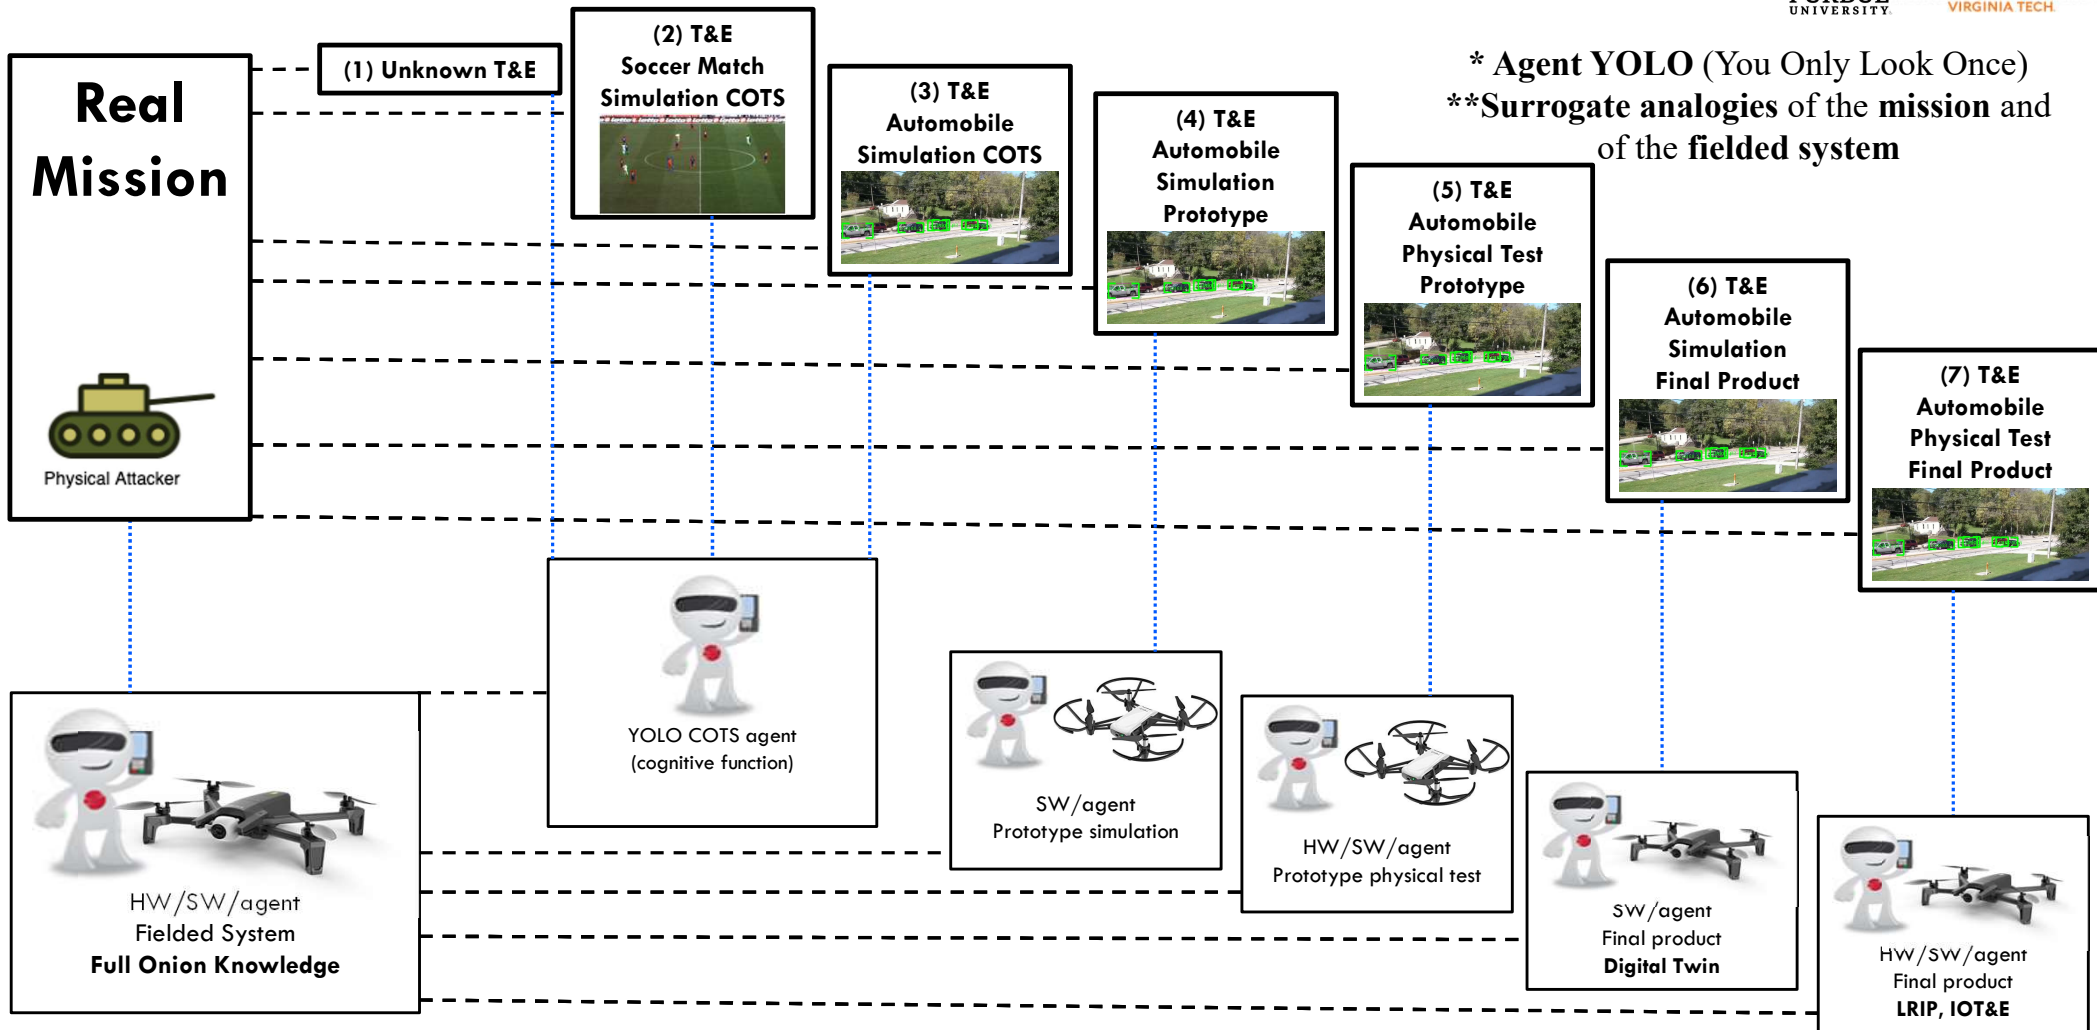 UNIVERSITY.
VIRGINIA TECH.
* Agent YOLO (You Only Look Once)
**Surrogate analogies of the mission and
of the fielded system
Real
Mission
Physical Attacker
(1) Unknown T&E
(2) T&E
Soccer Match
Simulation COTS
(3) T&E
Automobile
Simulation COTS
(4) T&E
Automobile
Simulation
Prototype
(5) T&E
Automobile
Physical Test
Prototype
(6) T&E
Automobile
Simulation
Final Product
(7) T&E
Automobile
Physical Test
Final Product
HW/SW/agent
Fielded System
Full Onion Knowledge
YOLO COTS agent
(cognitive function)
SW/agent
Prototype simulation
HW/SW/agent
Prototype physical test
SW/agent
Final product
Digital Twin
HW/SW/agent
Final product
LRIP, IOT&E